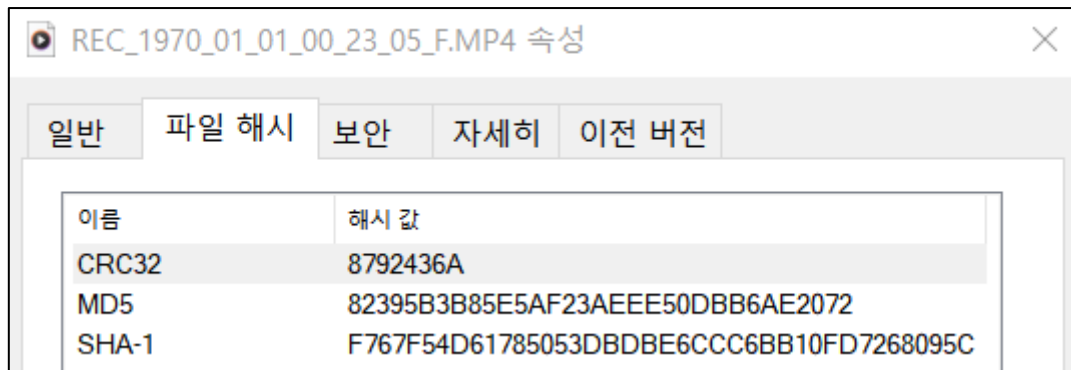 REC_1970_01_01_00_23_05_F.MP4 속성
일반 파일 해시 보안 자세히 이전 버전
이름 해시 값
CRC32 8792436A
MD5 82395B3B85E5AF23AEEE50DBB6AE2072
SHA-1 F767F54D61785053DBDBE6CCC6BB10FD7268095C